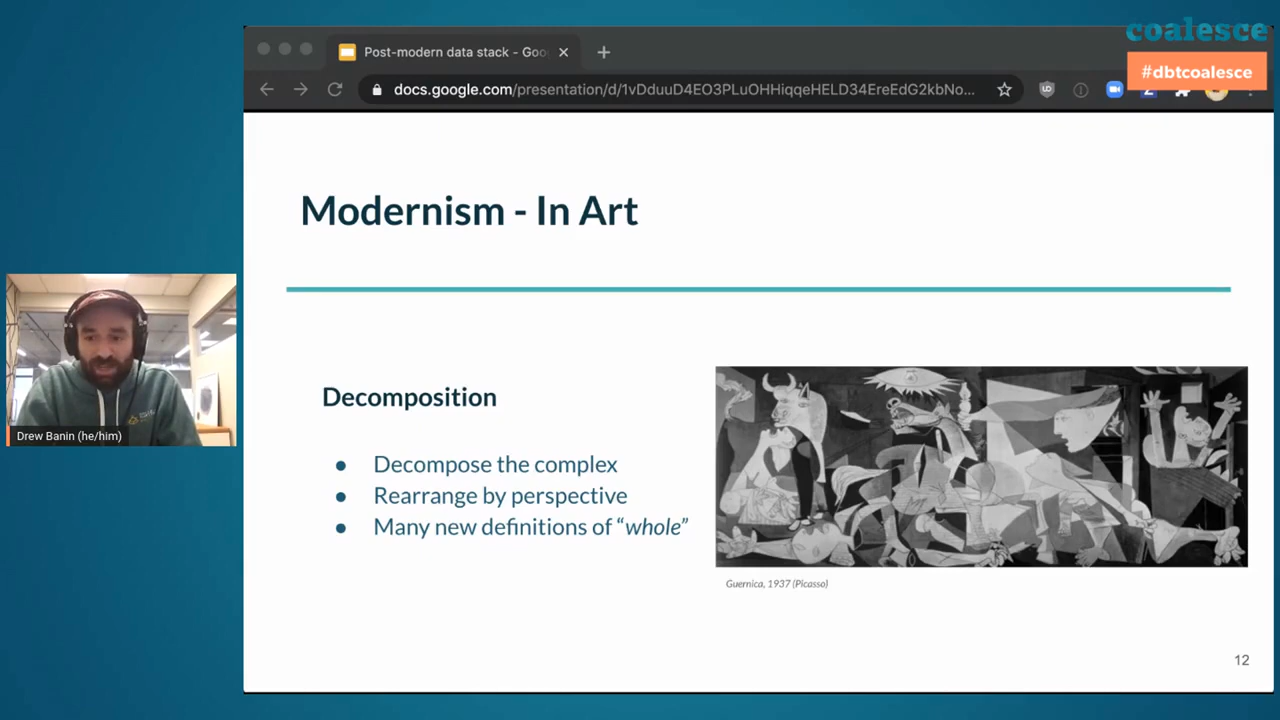 coalesce
#dbtcoalesce
Post-modern data stack - Goo
docs.google.com/presentation/d/1vDduuD4EO3PLuOHHiqqeHELD34EreEdG2kbNo...
Modernism - In Art
Decomposition
● Decompose the complex
● Rearrange by perspective
● Many new definitions of “whole”
Guernica, 1937 (Picasso)
12
Drew Banin (he/him)